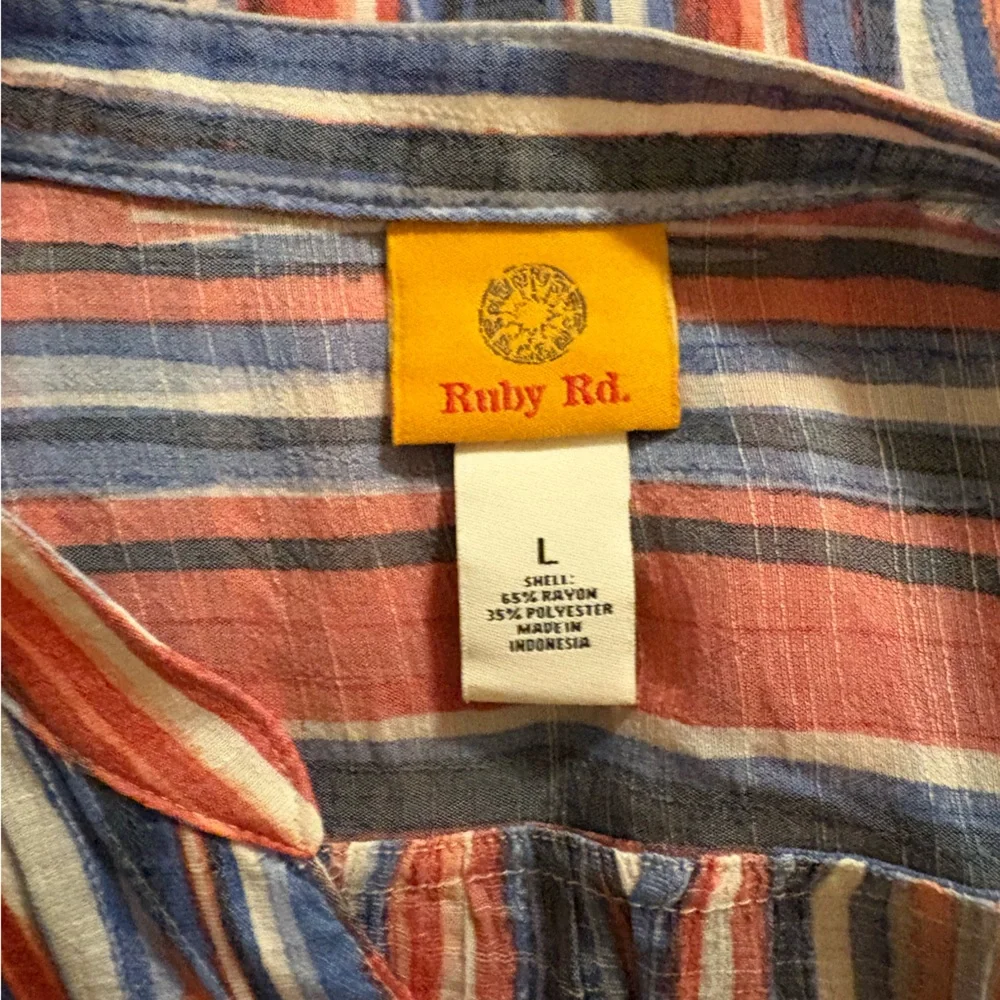 Ruby Rd.
L
SHELL:
65% RAYON
35% POLYESTER
MADE IN
INDONESIA